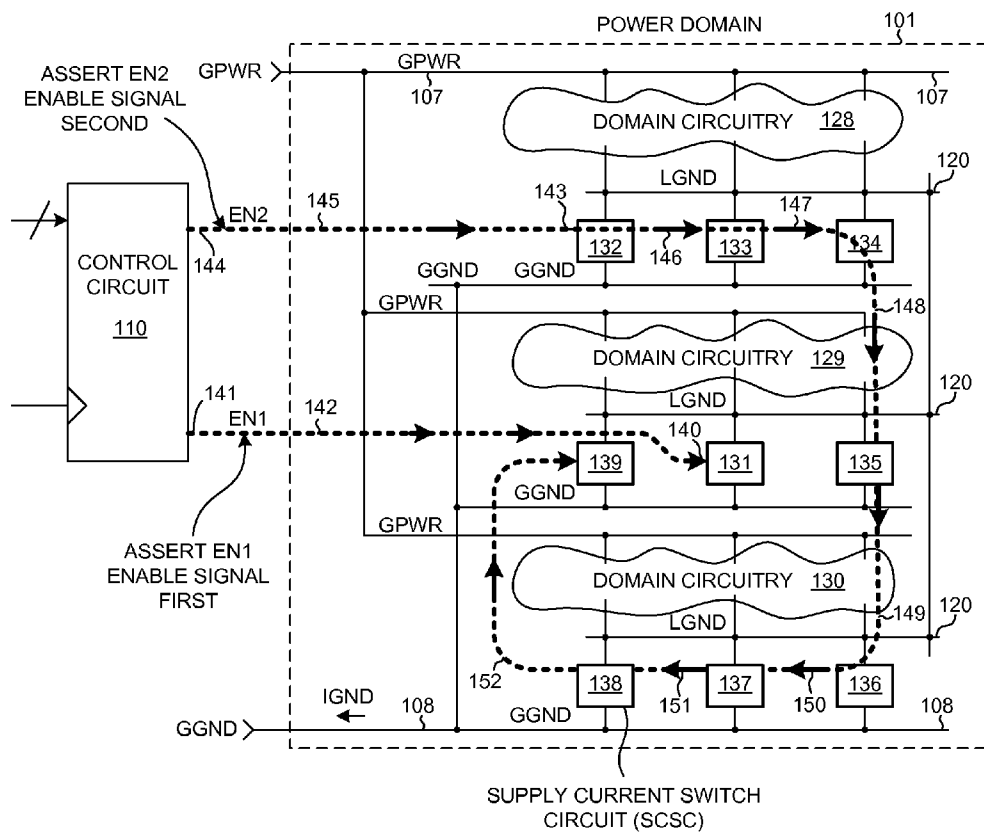 POWER DOMAIN
101
GPWR
GPWR
107
107
ASSERT EN2
ENABLE SIGNAL
SECOND
DOMAIN CIRCUITRY 128
LGND
120
EN2
145
143
147
144
132
146
133
134
CONTROL
CIRCUIT
110
GGND
GGND
GPWR
148
DOMAIN CIRCUITRY 129
LGND
120
141
EN1
142
140
139
131
135
GGND
GPWR
ASSERT EN1
ENABLE SIGNAL
FIRST
DOMAIN CIRCUITRY 130
149
120
LGND
152
138
151
137
150
136
IGND
108
GGND
GGND
108
SUPPLY CURRENT SWITCH
CIRCUIT (SCSC)